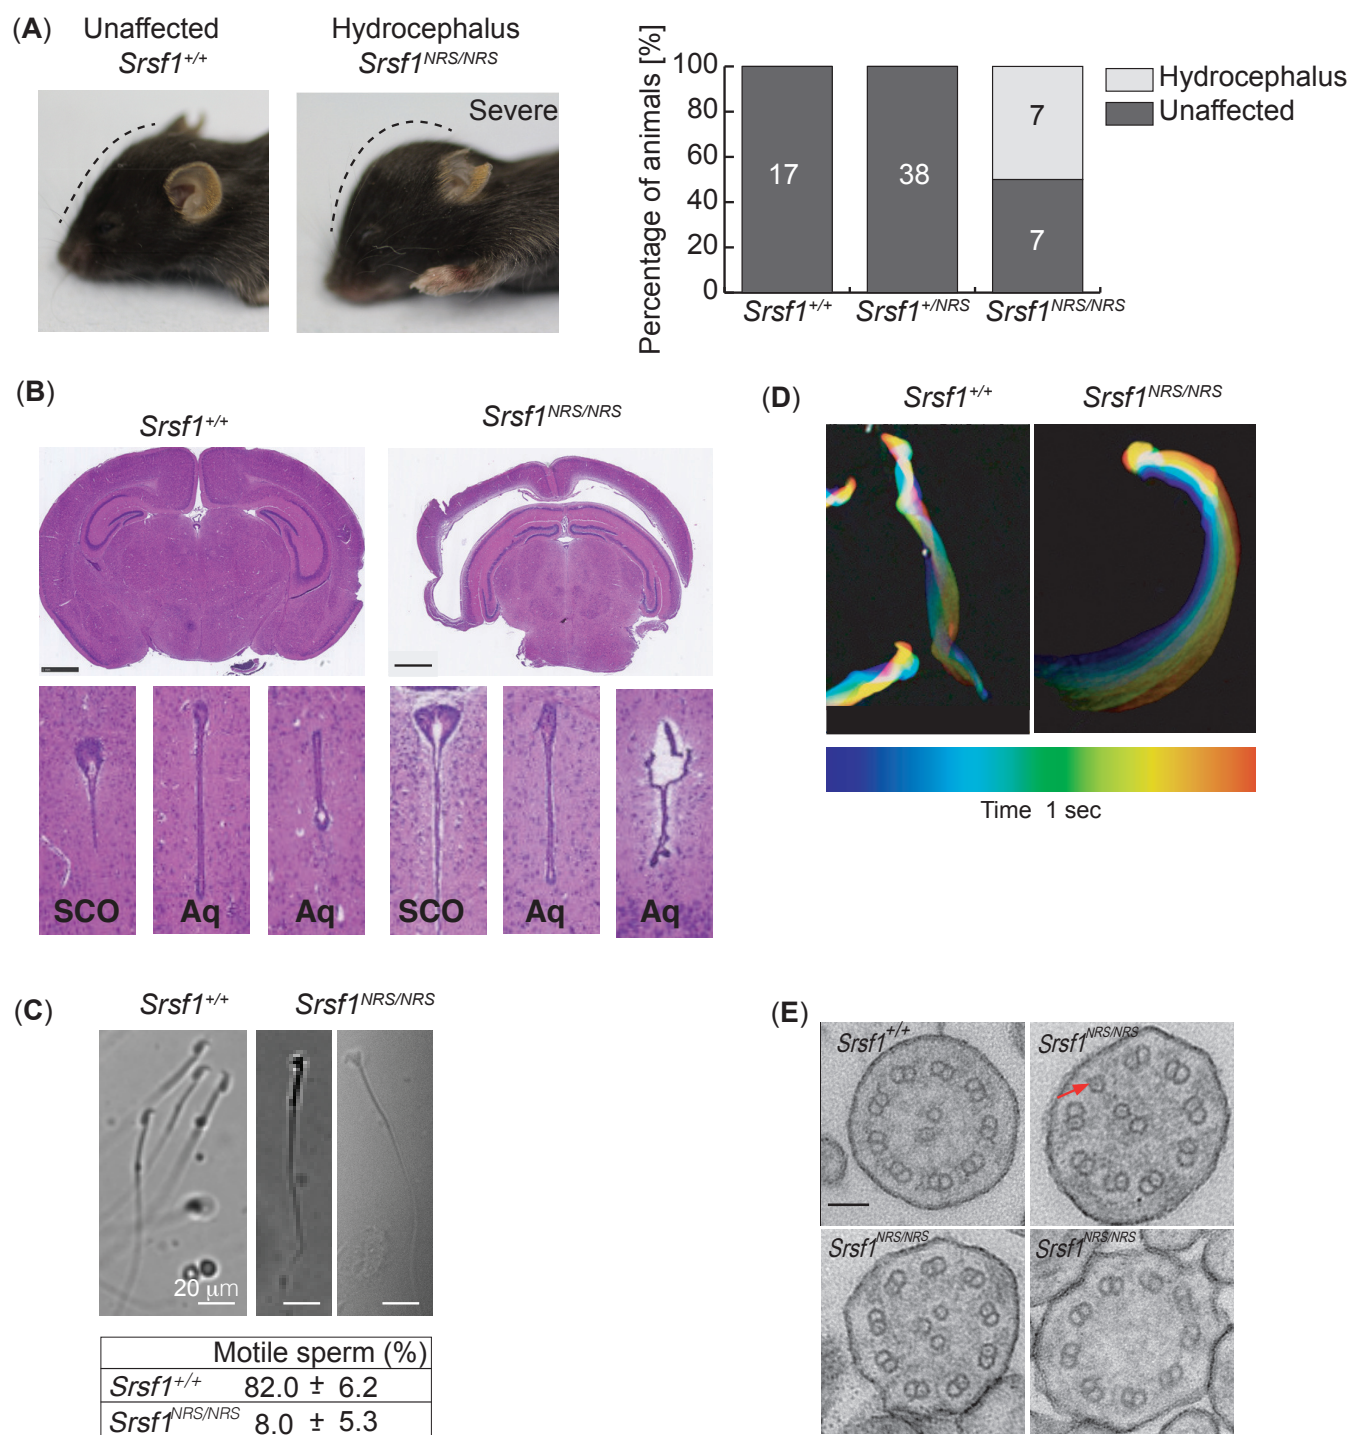 (A)
Unaffected
Srsf1+/+
Hydrocephalus
Srsf1NRS/NRS
Severe
Percentage of animals [%]
100
80
60
40
20
0
17
38
7
7
Srsf1+/+
Srsf1+/NRS
Srsf1NRS/NRS
Hydrocephalus
Unaffected
(B)
Srsf1+/+
Srsf1NRS/NRS
SCO
Aq
Aq
SCO
Aq
Aq
(D)
Srsf1+/+
Srsf1NRS/NRS
Time 1 sec
(C)
Srsf1+/+
Srsf1NRS/NRS
20 μm
Motile sperm (%)
Srsf1+/+ 82.0 ± 6.2
Srsf1NRS/NRS 8.0 ± 5.3
(E)
Srsf1+/+
Srsf1NRS/NRS
Srsf1NRS/NRS
Srsf1NRS/NRS